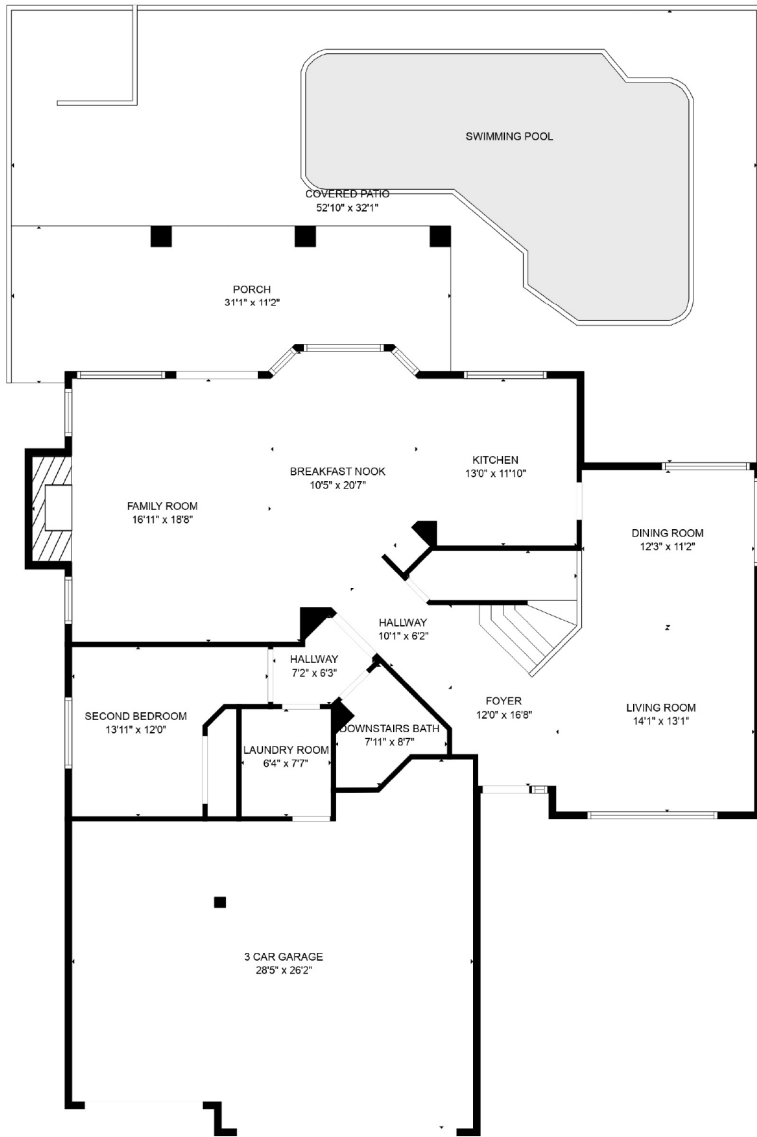 SWIMMING POOL
COVERED PATIO
52'10" x 32'1"
PORCH
31'1" x 11'2"
BREAKFAST NOOK
10'5" x 20'7"
KITCHEN
13'0" x 11'10"
FAMILY ROOM
16'11" x 18'8"
DINING ROOM
12'3" x 11'2"
HALLWAY
10'1" x 6'2"
HALLWAY
7'2" x 6'3"
FOYER
12'0" x 16'8"
SECOND BEDROOM
13'11" x 12'0"
LIVING ROOM
14'1" x 13'1"
DOWNSTAIRS BATH
7'11" x 8'7"
LAUNDRY ROOM
6'4" x 7'7"
3 CAR GARAGE
28'5" x 26'2"